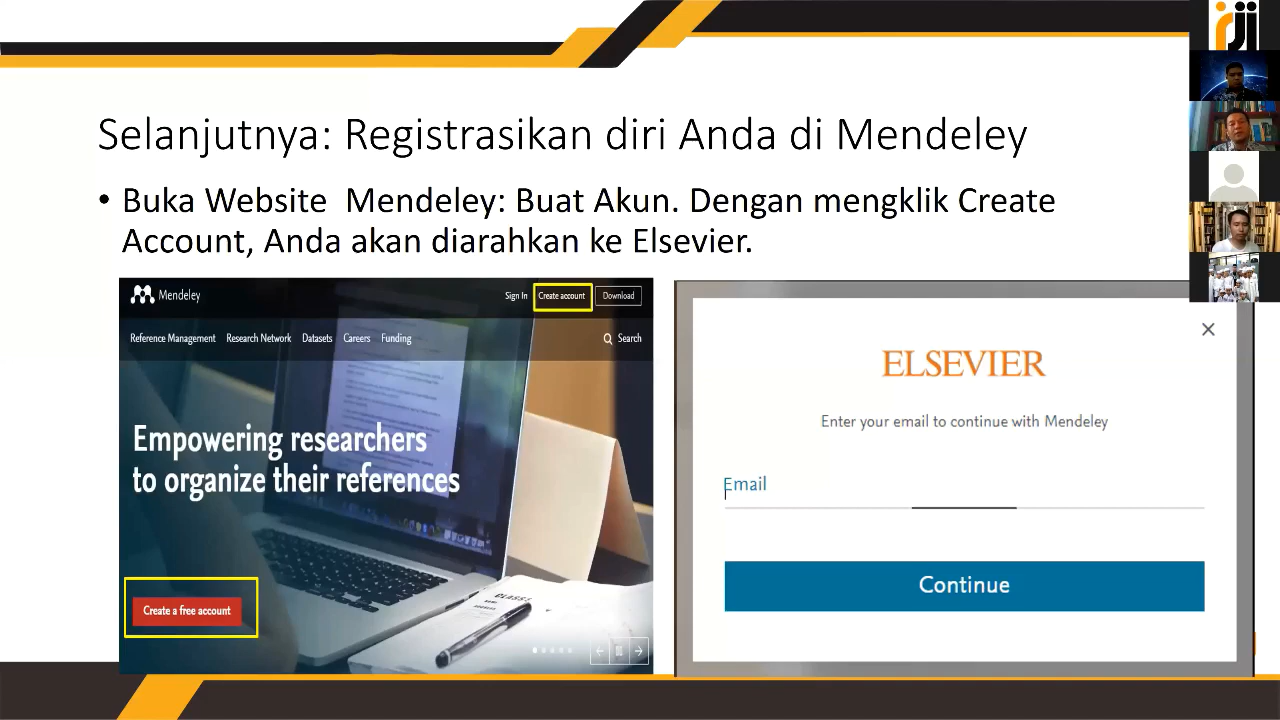 rji
Selanjutnya: Registrasikan diri Anda di Mendeley
• Buka Website Mendeley: Buat Akun. Dengan mengklik Create
Account, Anda akan diarahkan ke Elsevier.
Mendeley
Sign In Create account Download
Reference Management Research Network Datasets Careers Funding Search
Empowering researchers
to organize their references
Create a free account
ELSEVIER
Enter your email to continue with Mendeley
Email
Continue